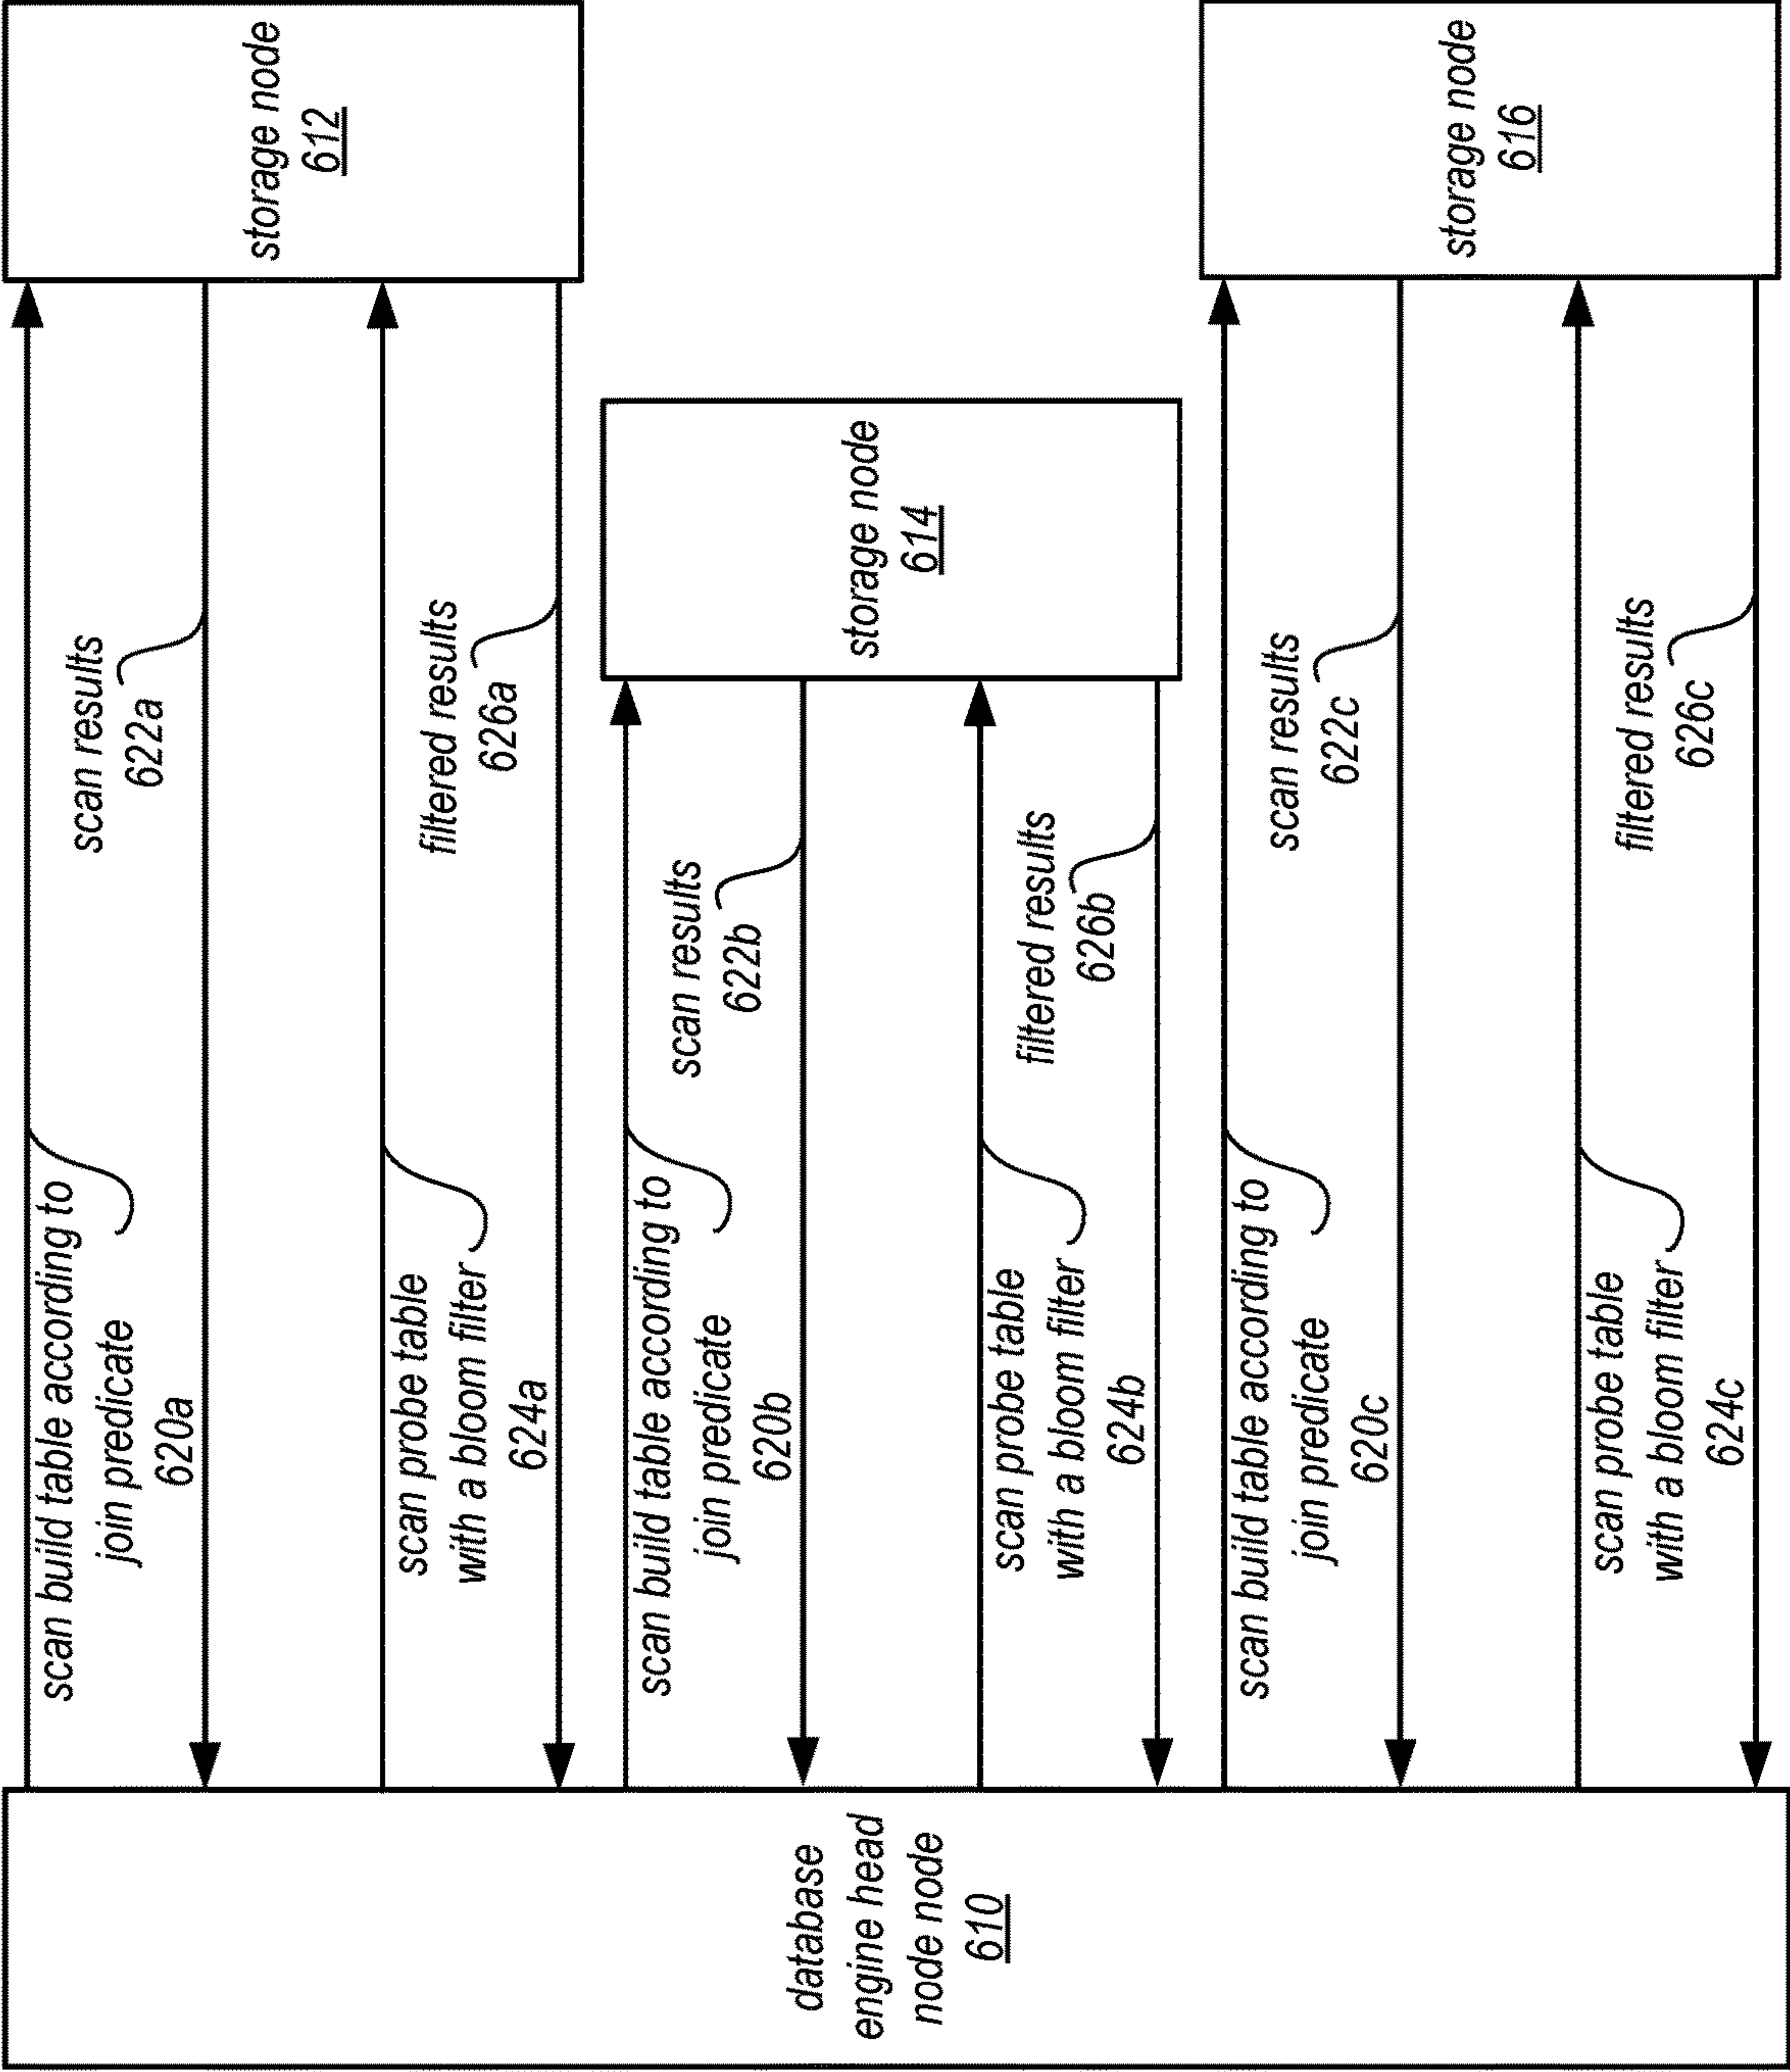 storage node
612
scan build table according to
join predicate
620a
scan results
622a
scan probe table
with a bloom filter
624a
filtered results
626a
storage node
614
scan build table according to
join predicate
620b
scan results
622b
scan probe table
with a bloom filter
624b
filtered results
626b
storage node
616
scan build table according to
join predicate
620c
scan results
622c
scan probe table
with a bloom filter
624c
filtered results
626c
database
engine head
node node
610